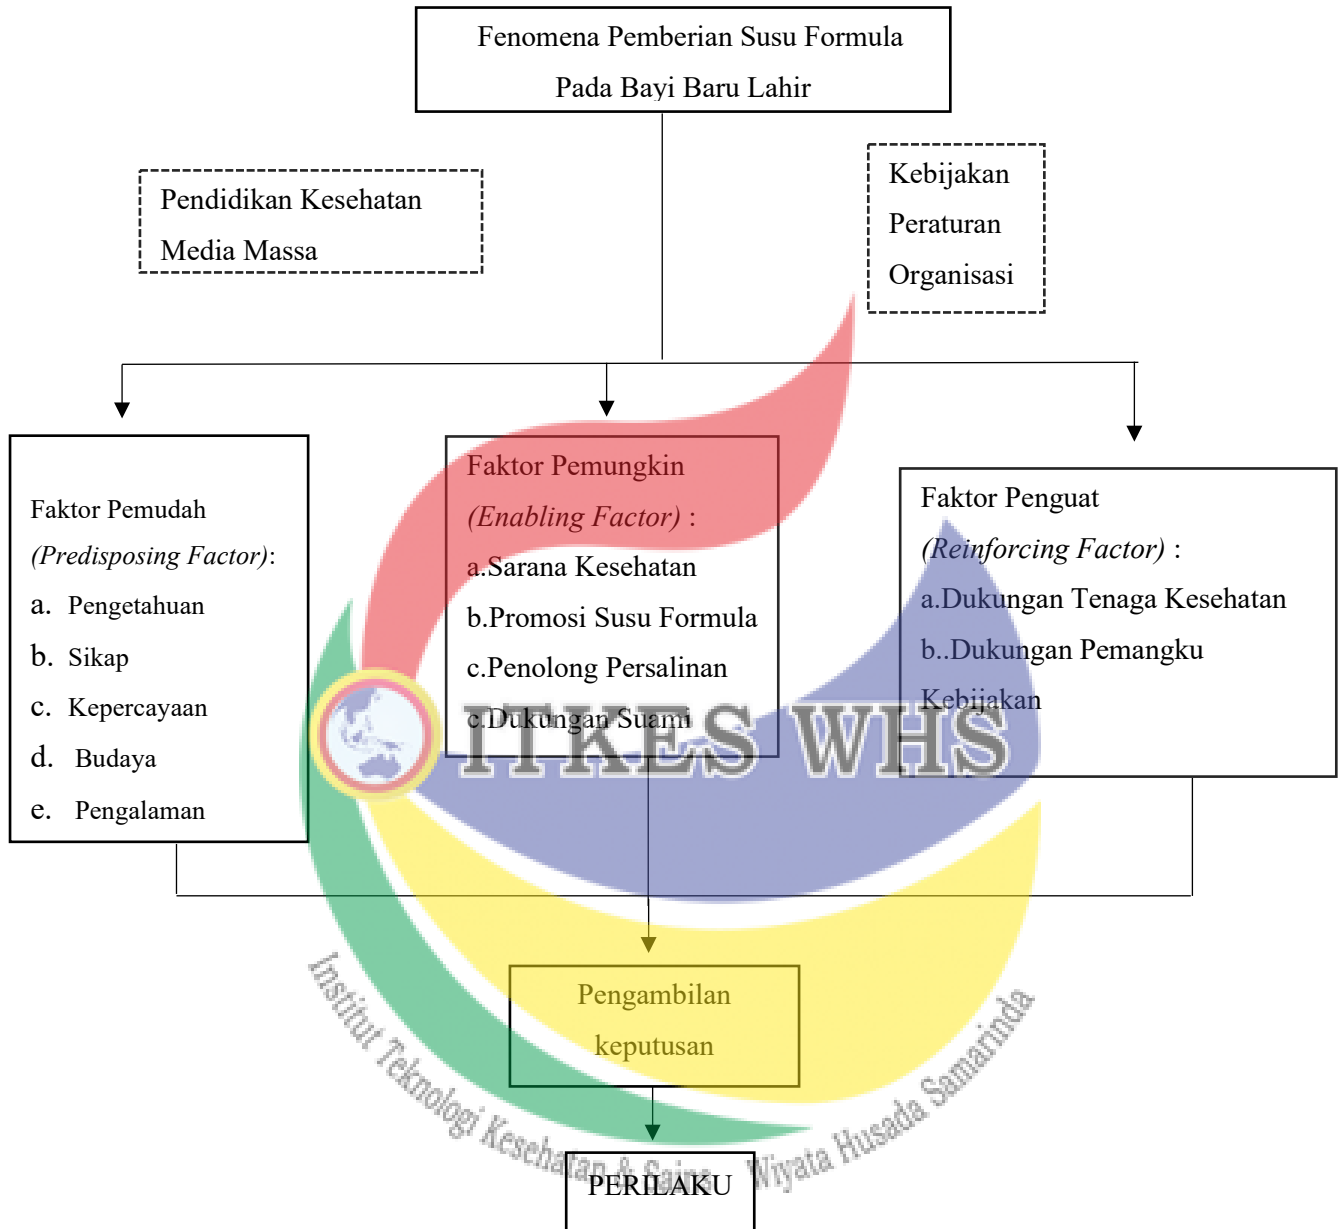 Fenomena Pemberian Susu Formula
Pada Bayi Baru Lahir
Pendidikan Kesehatan
Media Massa
Kebijakan
Peraturan
Organisasi
Faktor Pemudah
(Predisposing Factor):
a. Pengetahuan
b. Sikap
c. Kepercayaan
d. Budaya
e. Pengalaman
Faktor Pemungkin
(Enabling Factor) :
a.Sarana Kesehatan
b.Promosi Susu Formula
c.Penolong Persalinan
c.Dukungan Suami
Faktor Penguat
(Reinforcing Factor) :
a.Dukungan Tenaga Kesehatan
b..Dukungan Pemangku
Kebijakan
ITKES WHS
Pengambilan
keputusan
Institut Teknologi Kesehatan & Sains Wiyata Husada Samarinda
PERILAKU